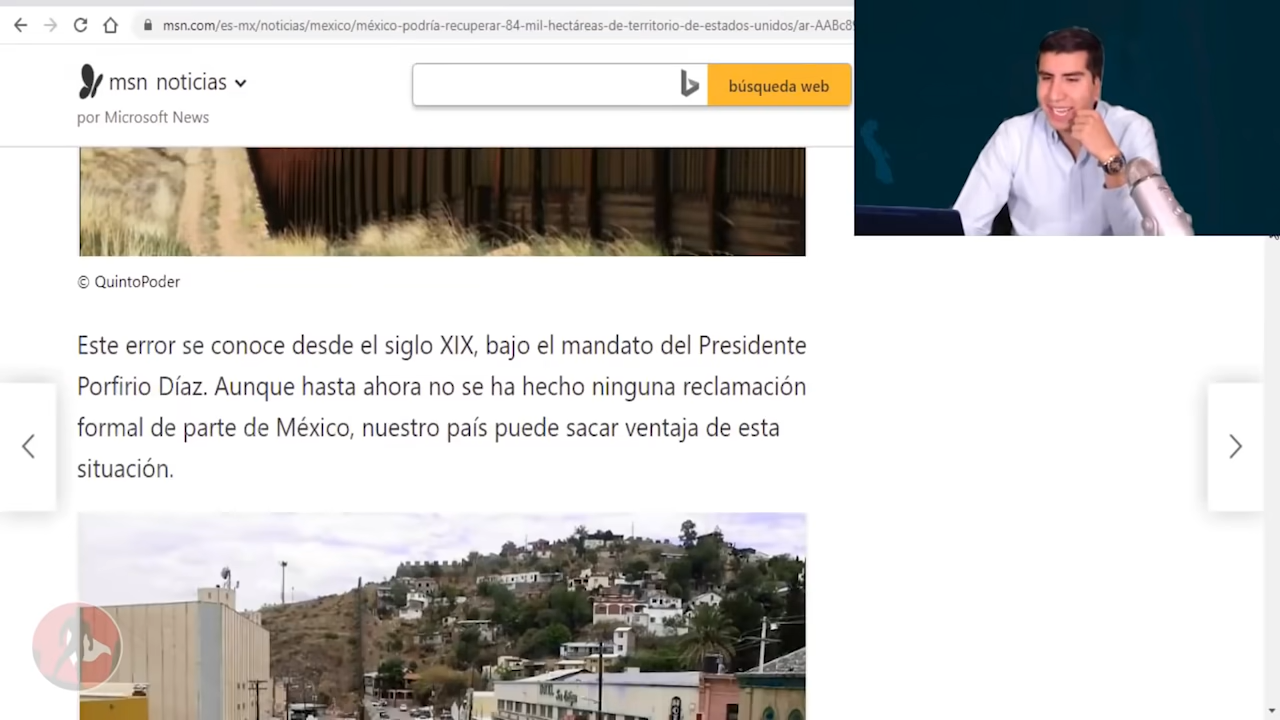 msn.com/es-mx/noticias/mexico/méxico-podría-recuperar-84-mil-hectáreas-de-territorio-de-estados-unidos/ar-AABc89
msn noticias
búsqueda web
por Microsoft News
© QuintoPoder
Este error se conoce desde el siglo XIX, bajo el mandato del Presidente
Porfirio Díaz. Aunque hasta ahora no se ha hecho ninguna reclamación
formal de parte de México, nuestro país puede sacar ventaja de esta
situación.